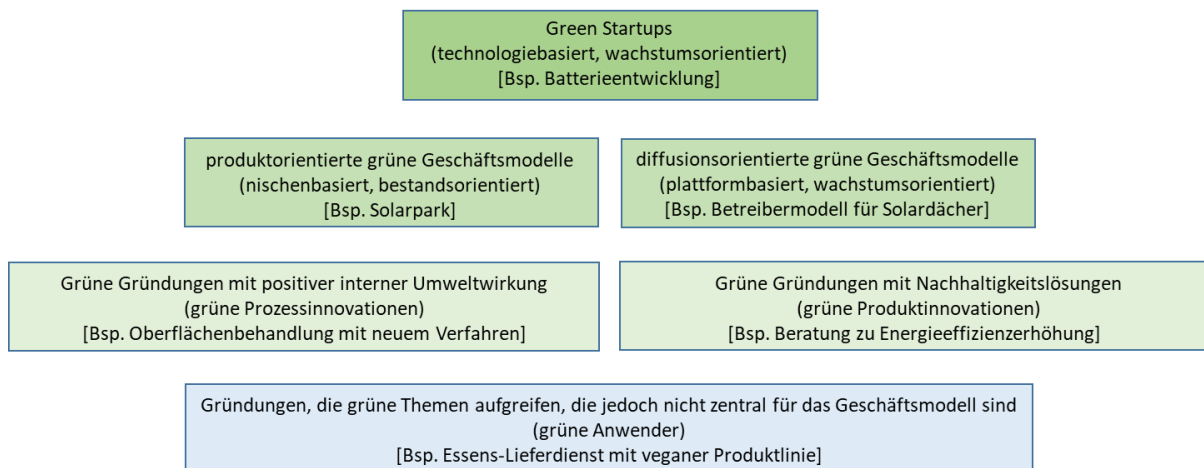 Green Startups
(technologiebasiert, wachstumsorientiert)
[Bsp. Batterieentwicklung]
produktorientierte grüne Geschäftsmodelle
(nischenbasiert, bestandsorientiert)
[Bsp. Solarpark]
diffusionsorientierte grüne Geschäftsmodelle
(plattformbasiert, wachstumsorientiert)
[Bsp. Betreibermodell für Solardächer]
Grüne Gründungen mit positiver interner Umweltwirkung
(grüne Prozessinnovationen)
[Bsp. Oberflächenbehandlung mit neuem Verfahren]
Grüne Gründungen mit Nachhaltigkeitslösungen
(grüne Produktinnovationen)
[Bsp. Beratung zu Energieeffizienzerhöhung]
Gründungen, die grüne Themen aufgreifen, die jedoch nicht zentral für das Geschäftsmodell sind
(grüne Anwender)
[Bsp. Essens-Lieferdienst mit veganer Produktlinie]